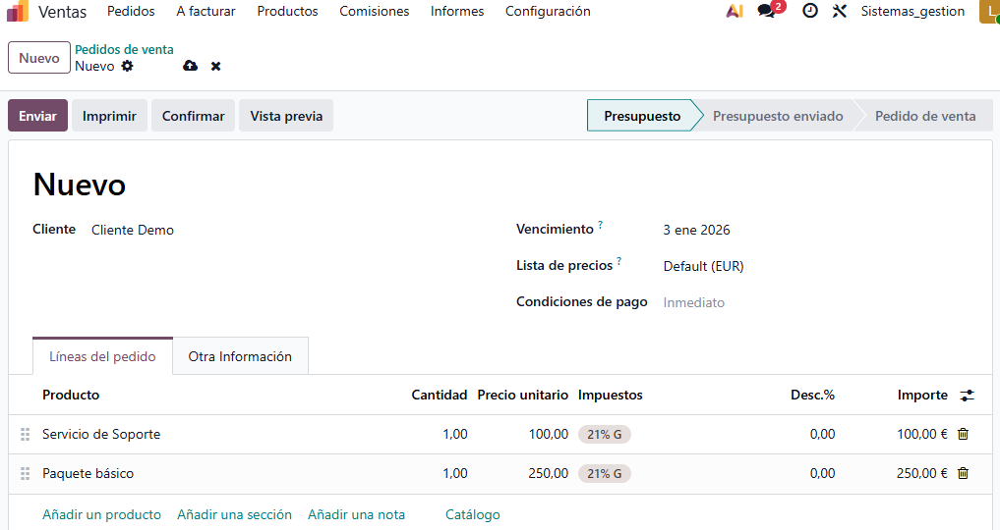 Ventas Pedidos A facturar Productos Comisiones Informes Configuración AI 2 Sistemas_gestion L
Nuevo Pedidos de venta
Nuevo
Enviar Imprimir Confirmar Vista previa Presupuesto Presupuesto enviado Pedido de venta
Nuevo
Cliente Cliente Demo Vencimiento ? 3 ene 2026
Lista de precios ? Default (EUR)
Condiciones de pago Inmediato
Líneas del pedido Otra Información
Producto Cantidad Precio unitario Impuestos Desc.% Importe
Servicio de Soporte 1,00 100,00 21% G 0,00 100,00 €
Paquete básico 1,00 250,00 21% G 0,00 250,00 €
Añadir un producto Añadir una sección Añadir una nota Catálogo